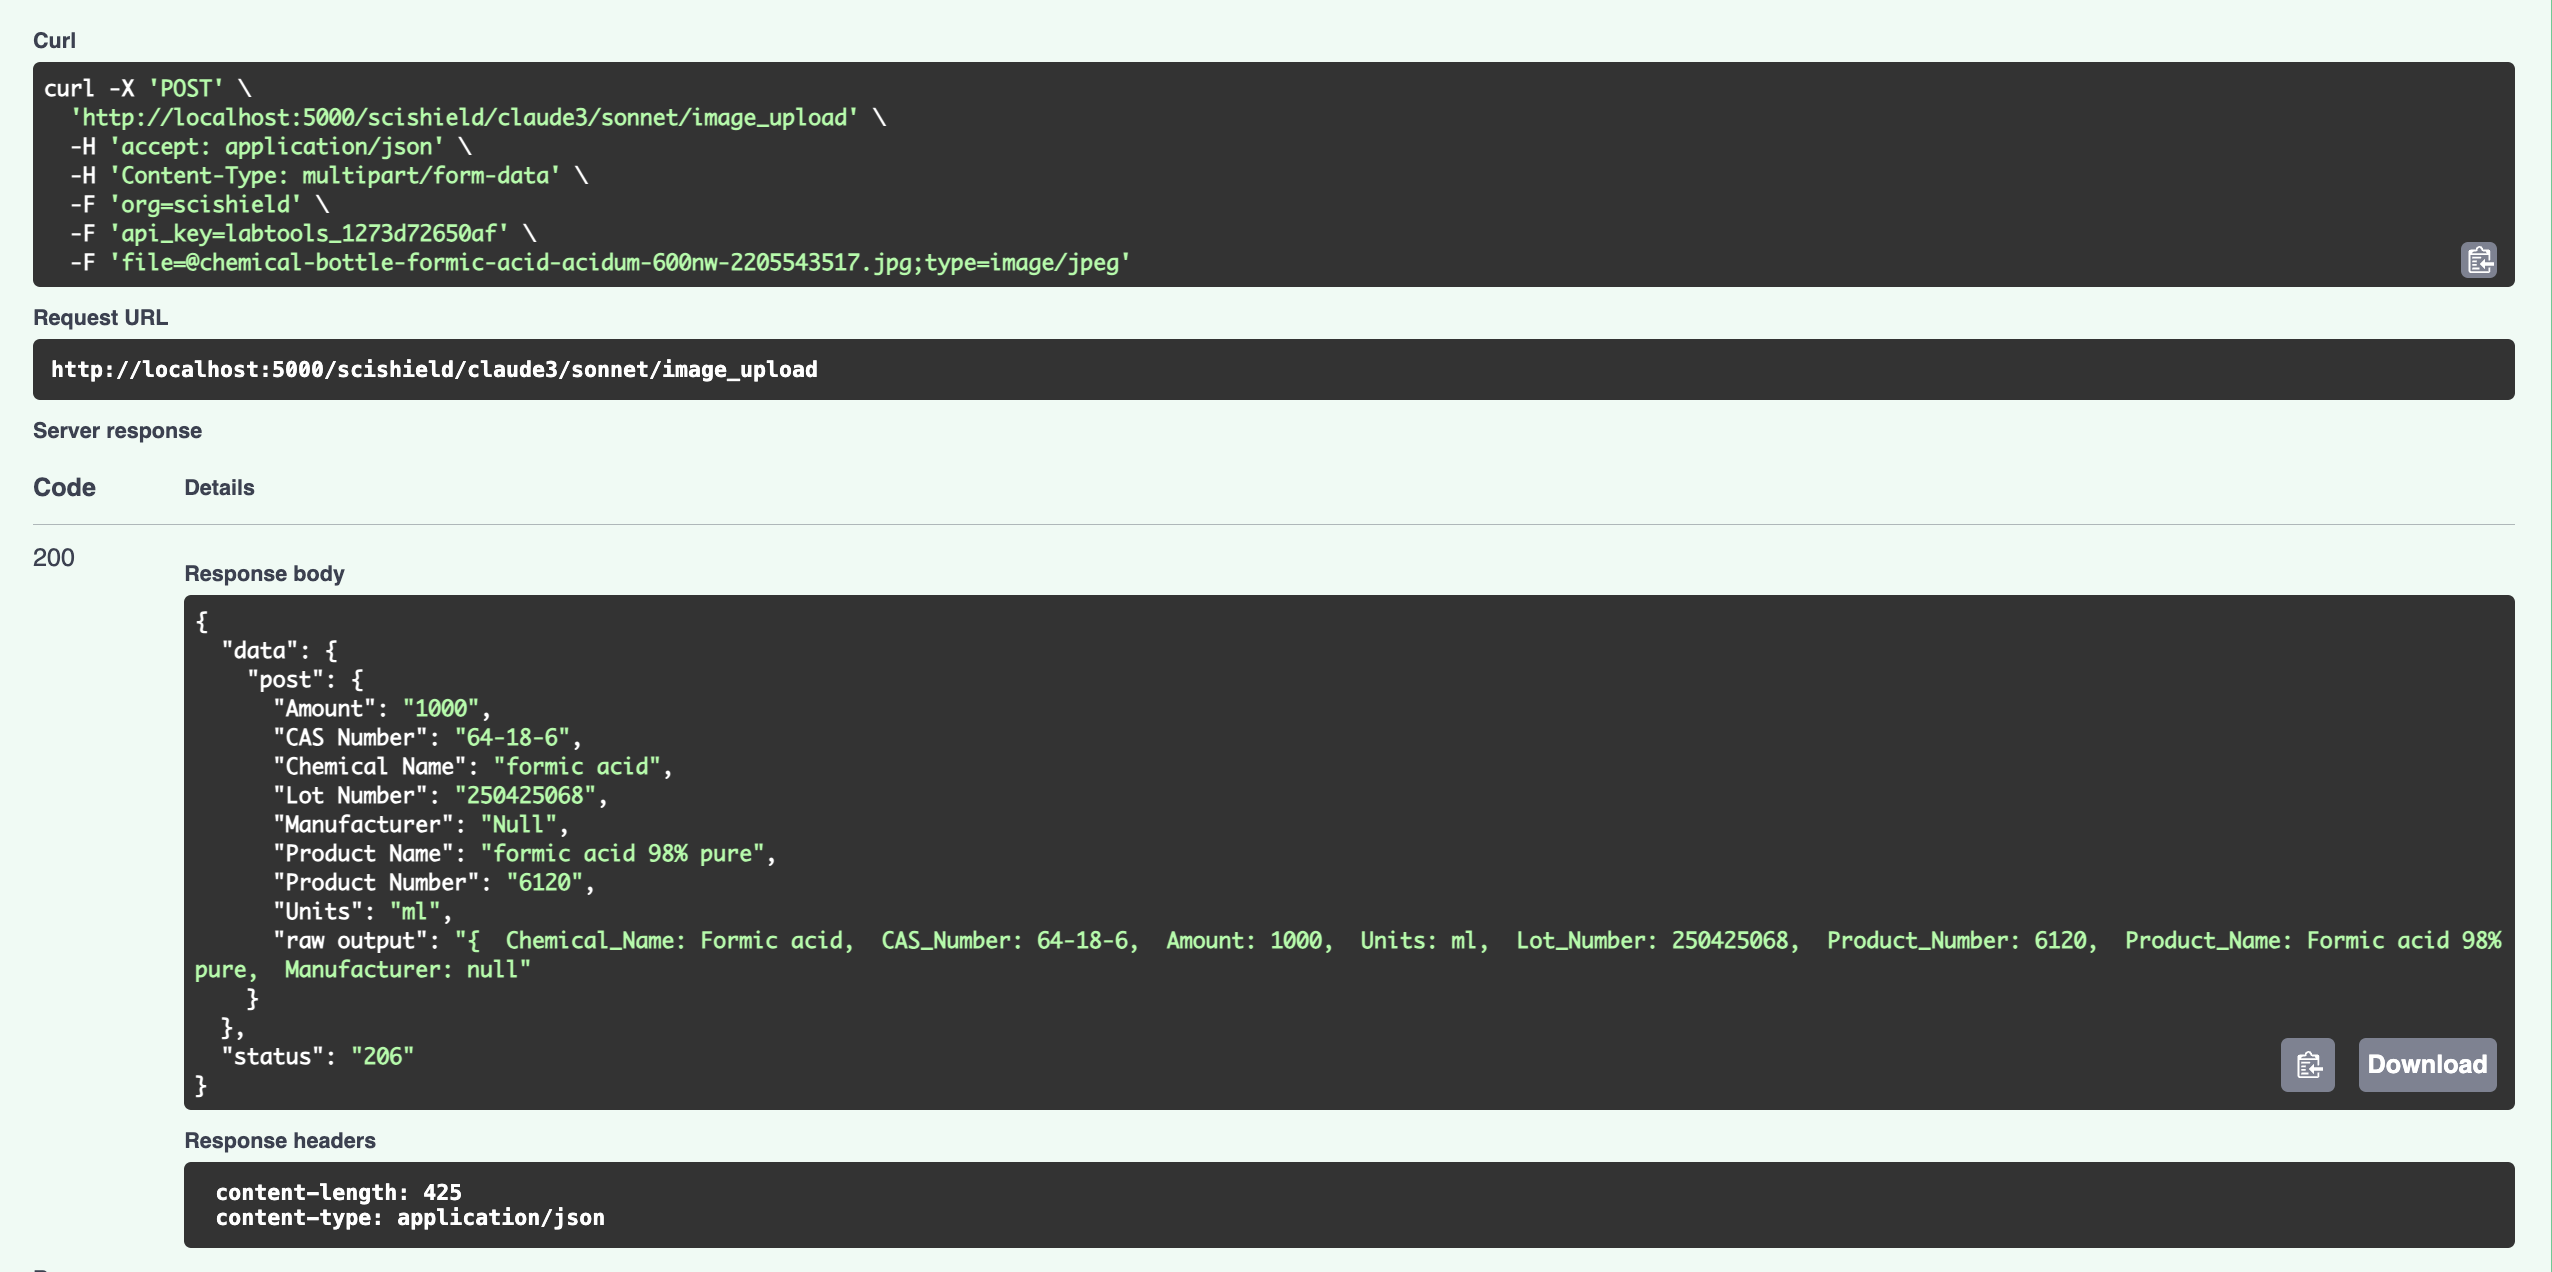 Curl
curl -X 'POST' \
  'http://localhost:5000/scishield/claude3/sonnet/image_upload' \
  -H 'accept: application/json' \
  -H 'Content-Type: multipart/form-data' \
  -F 'org=scishield' \
  -F 'api_key=labtools_1273d72650af' \
  -F 'file=@chemical-bottle-formic-acid-acidum-600nw-2205543517.jpg;type=image/jpeg'
Request URL
http://localhost:5000/scishield/claude3/sonnet/image_upload
Server response
Code Details
200
Response body
{
  "data": {
    "post": {
      "Amount": "1000",
      "CAS Number": "64-18-6",
      "Chemical Name": "formic acid",
      "Lot Number": "250425068",
      "Manufacturer": "Null",
      "Product Name": "formic acid 98% pure",
      "Product Number": "6120",
      "Units": "ml",
      "raw output": "{  Chemical_Name: Formic acid,  CAS_Number: 64-18-6,  Amount: 1000,  Units: ml,  Lot_Number: 250425068,  Product_Number: 6120,  Product_Name: Formic acid 98%
pure,  Manufacturer: null"
    }
  },
  "status": "206"
}
Download
Response headers
content-length: 425
content-type: application/json